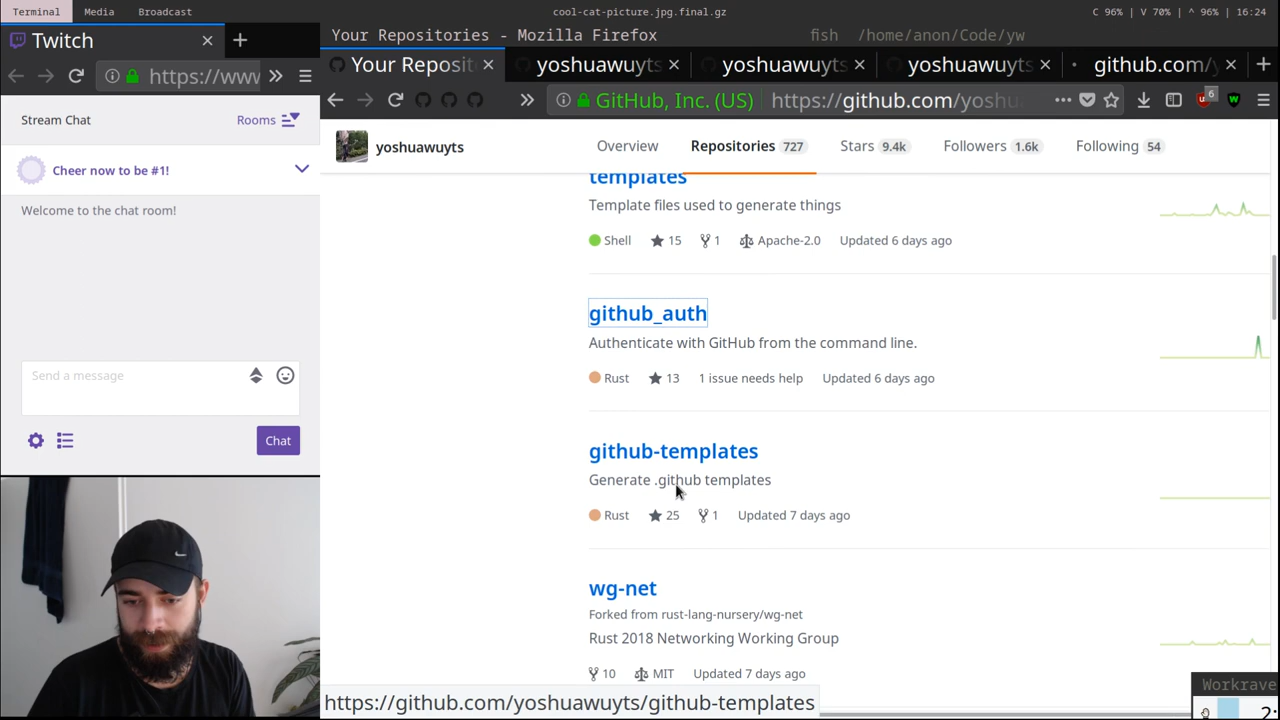 Terminal Media Broadcast cool-cat-picture.jpg.final.gz C 96% | V 70% | ^ 96% | 16:24
Twitch
https://www
Stream Chat Rooms
Cheer now to be #1!
Welcome to the chat room!
Send a message
Chat
Your Repositories - Mozilla Firefox fish /home/anon/Code/yw
Your Reposit yoshuawuyts yoshuawuyts yoshuawuyts github.com/y
GitHub, Inc. (US) https://github.com/yoshu 6
yoshuawuyts Overview Repositories 727 Stars 9.4k Followers 1.6k Following 54
templates
Template files used to generate things
Shell 15 1 Apache-2.0 Updated 6 days ago
github_auth
Authenticate with GitHub from the command line.
Rust 13 1 issue needs help Updated 6 days ago
github-templates
Generate .github templates
Rust 25 1 Updated 7 days ago
wg-net
Forked from rust-lang-nursery/wg-net
Rust 2018 Networking Working Group
10 MIT Updated 7 days ago
https://github.com/yoshuawuyts/github-templates
Workrave
2: